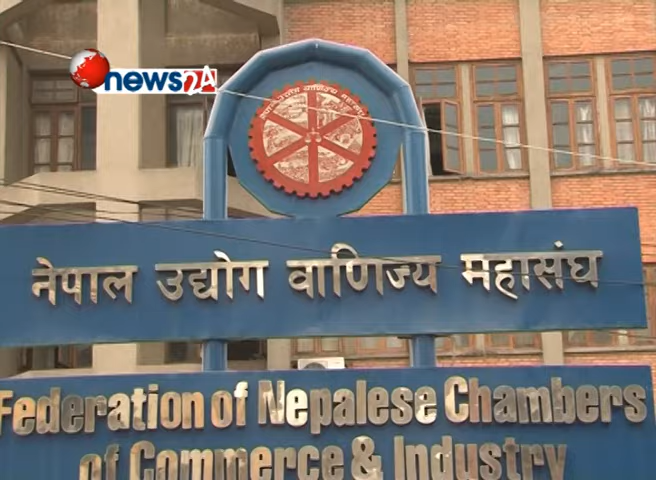 news24
नेपाल उद्योग वाणिज्य महासंघ
Federation of Nepalese Chambers
of Commerce & Industry